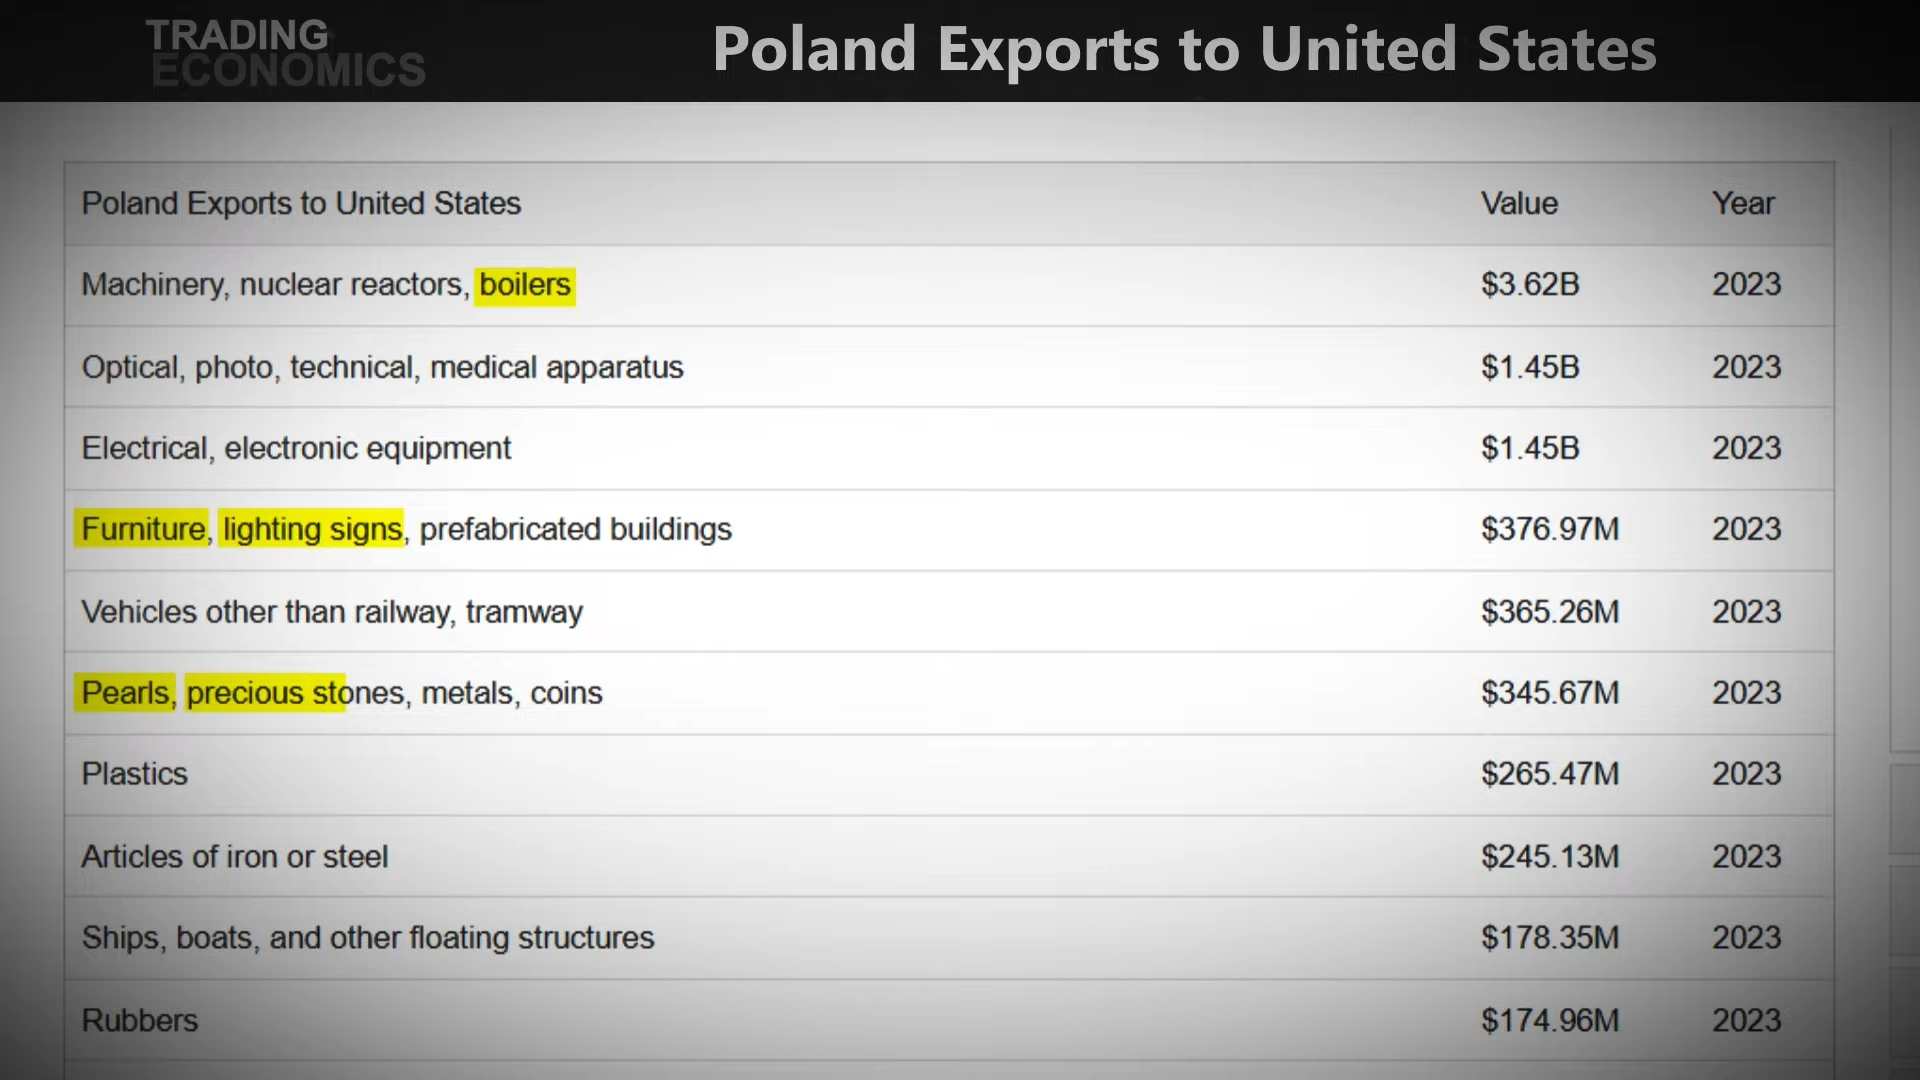 TRADING
ECONOMICS
Poland Exports to United States
Poland Exports to United States Value Year
Machinery, nuclear reactors, boilers $3.62B 2023
Optical, photo, technical, medical apparatus $1.45B 2023
Electrical, electronic equipment $1.45B 2023
Furniture, lighting signs, prefabricated buildings $376.97M 2023
Vehicles other than railway, tramway $365.26M 2023
Pearls, precious stones, metals, coins $345.67M 2023
Plastics $265.47M 2023
Articles of iron or steel $245.13M 2023
Ships, boats, and other floating structures $178.35M 2023
Rubbers $174.96M 2023